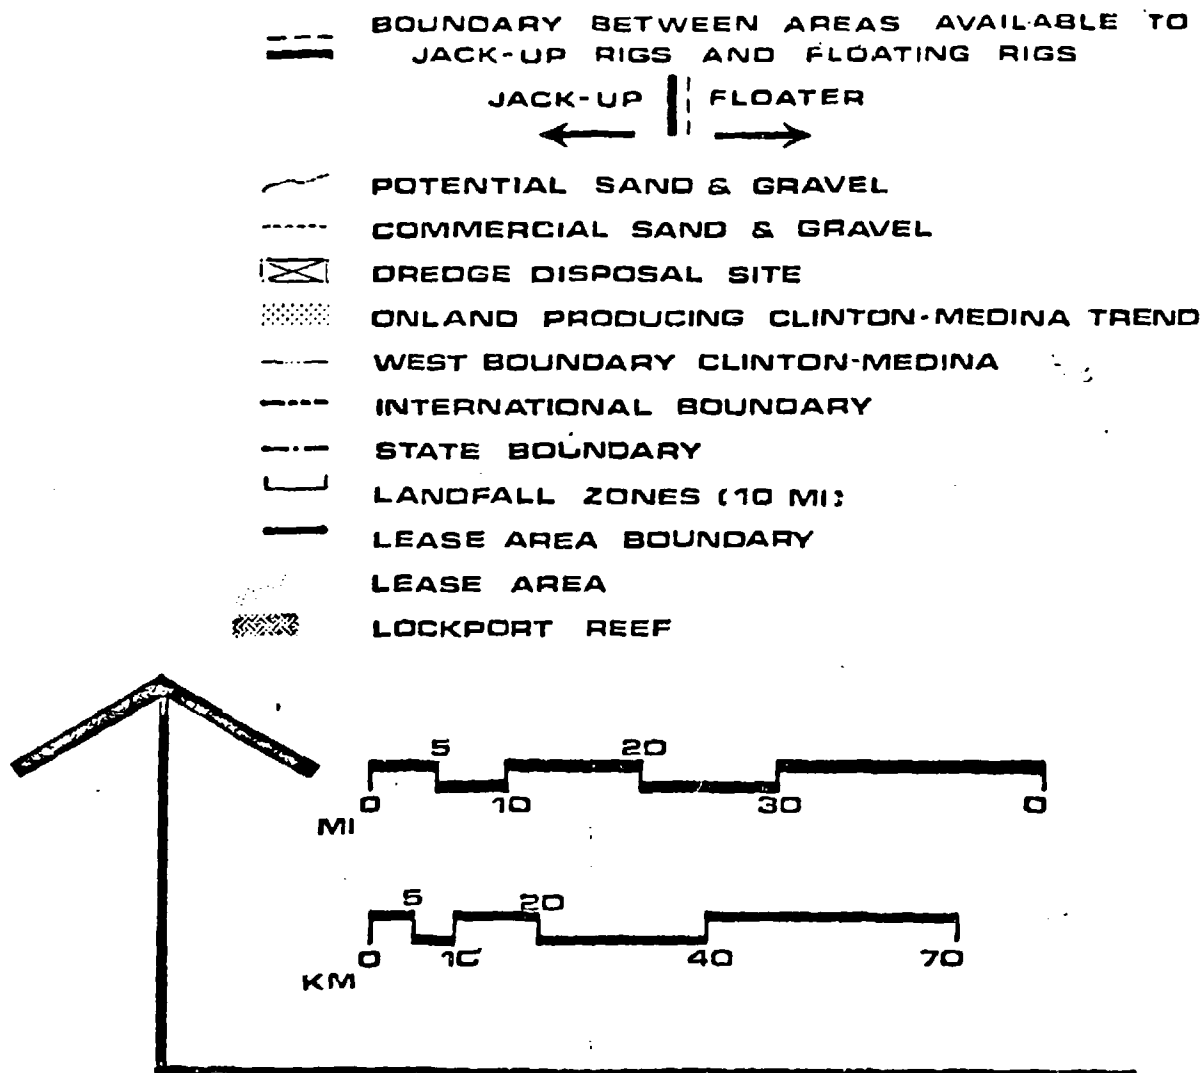 BOUNDARY BETWEEN AREAS AVAILABLE TO
JACK-UP RIGS AND FLOATING RIGS
JACK-UP FLOATER
POTENTIAL SAND & GRAVEL
COMMERCIAL SAND & GRAVEL
DREDGE DISPOSAL SITE
ONLAND PRODUCING CLINTON-MEDINA TREND
WEST BOUNDARY CLINTON-MEDINA
INTERNATIONAL BOUNDARY
STATE BOUNDARY
LANDFALL ZONES (10 MI)
LEASE AREA BOUNDARY
LEASE AREA
LOCKPORT REEF
5 20
0 10 30 0
MI
5 20
0 10 40 70
KM